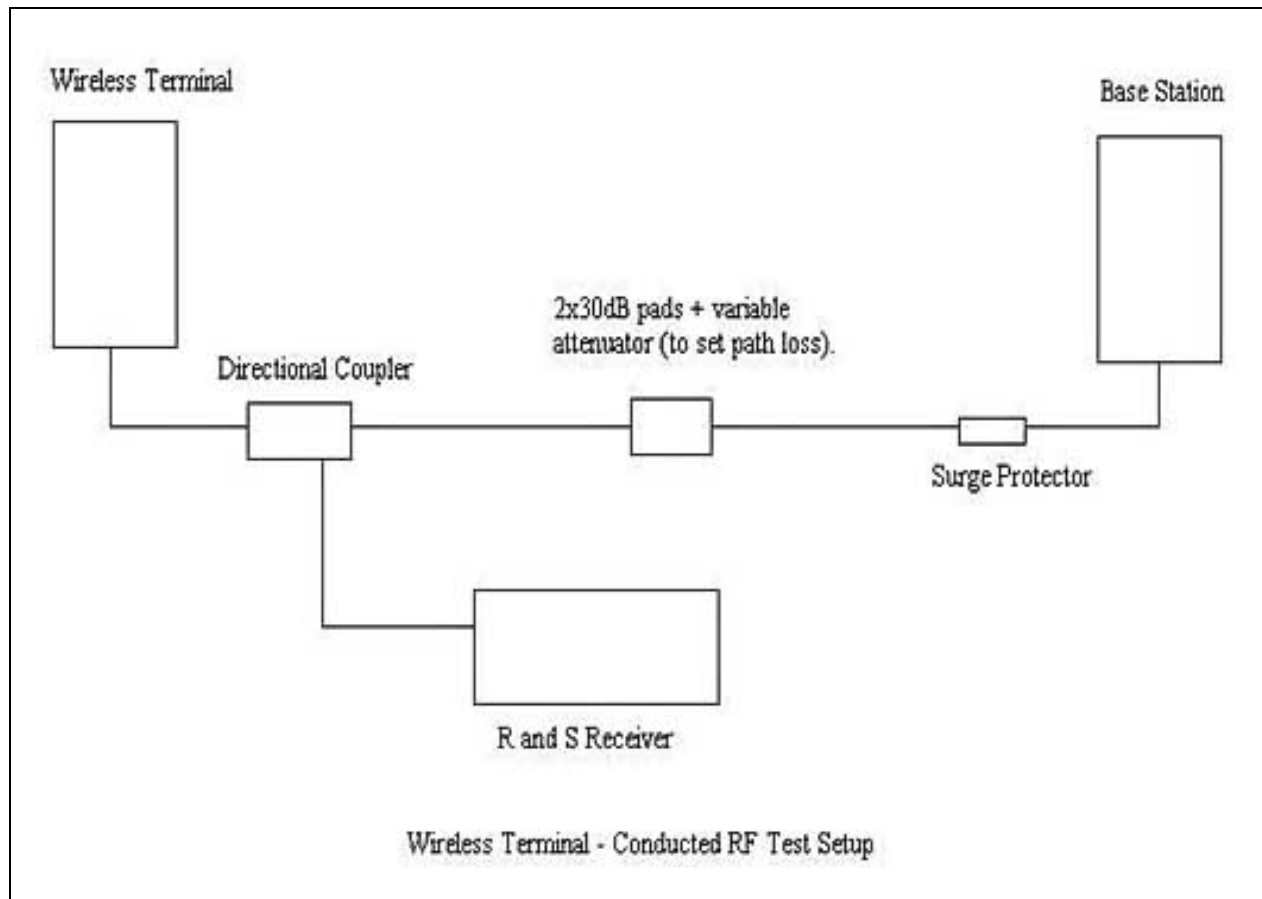 Wireless Terminal
Base Station
2x30dB pads + variable
attenuator (to set path loss).
Directional Coupler
Surge Protector
R and S Receiver
Wireless Terminal - Conducted RF Test Setup